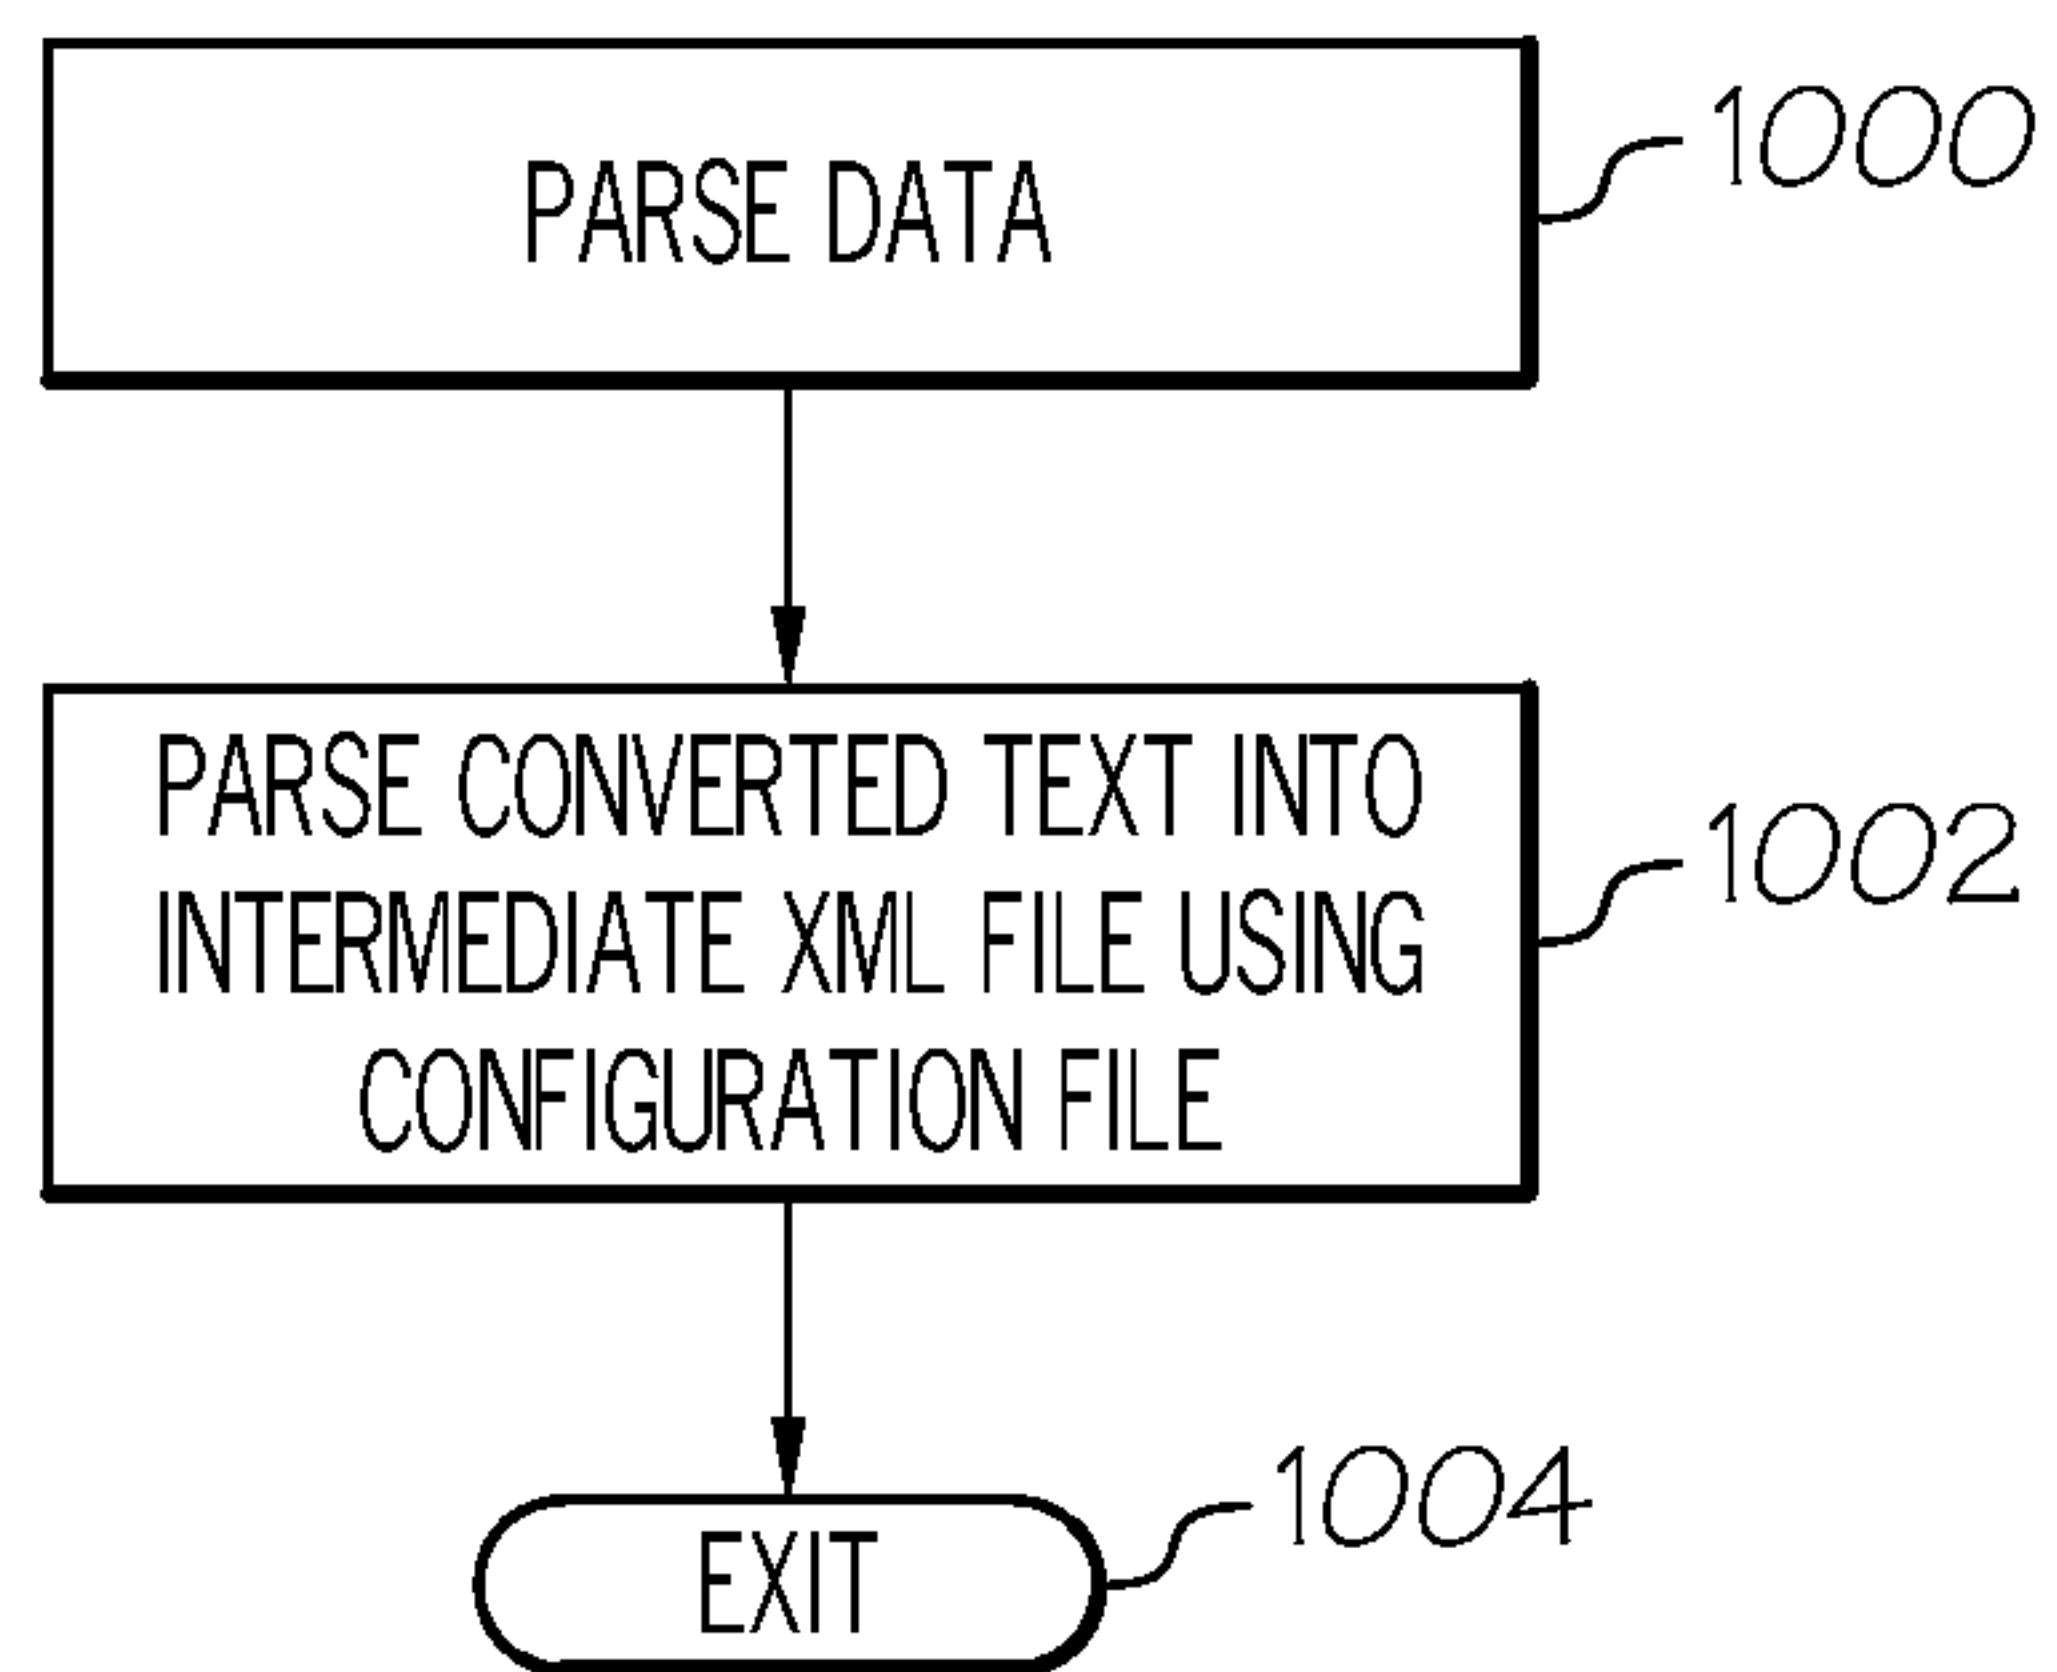 PARSE DATA
1000
PARSE CONVERTED TEXT INTO
INTERMEDIATE XML FILE USING
CONFIGURATION FILE
1002
EXIT
1004